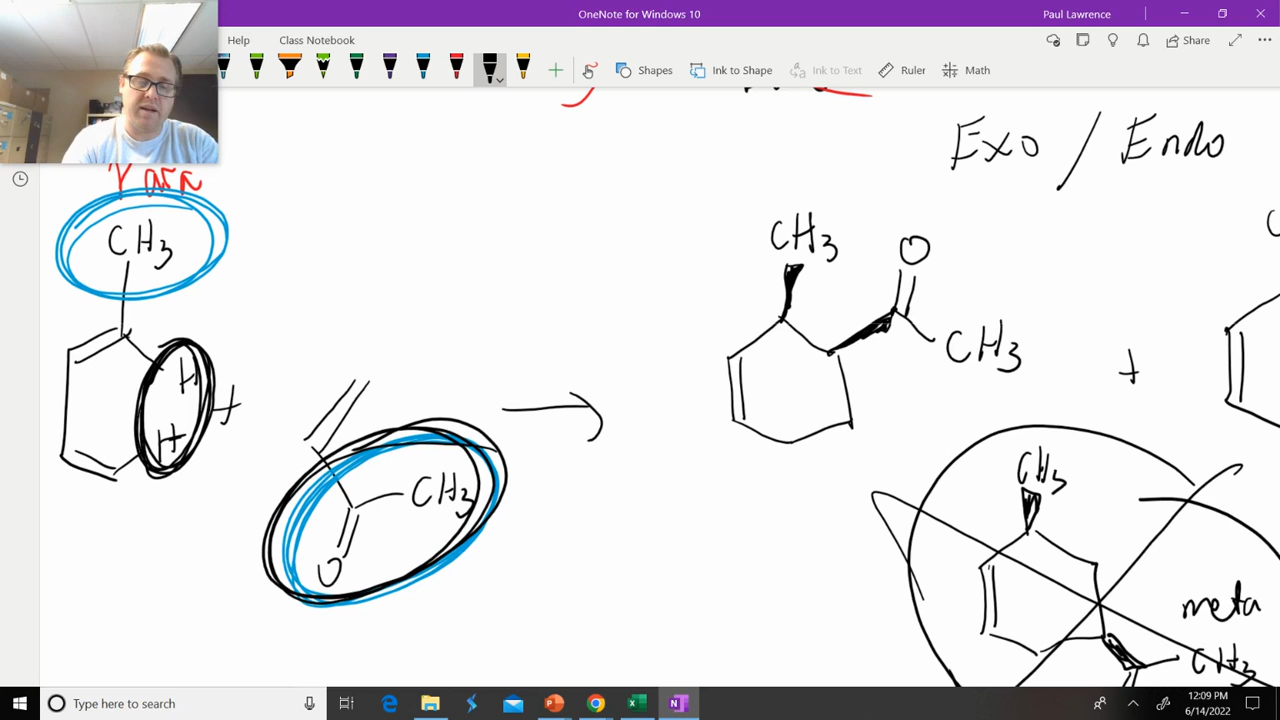 OneNote for Windows 10
Paul Lawrence
Help
Class Notebook
Share
Shapes
Ink to Shape
Ink to Text
Ruler
Math
Exo / Endo
Para
CH3
H
H
+
CH3
O
CH3
O
CH3
+
CH3
meta
CH3
Type here to search
12:09 PM
6/14/2022